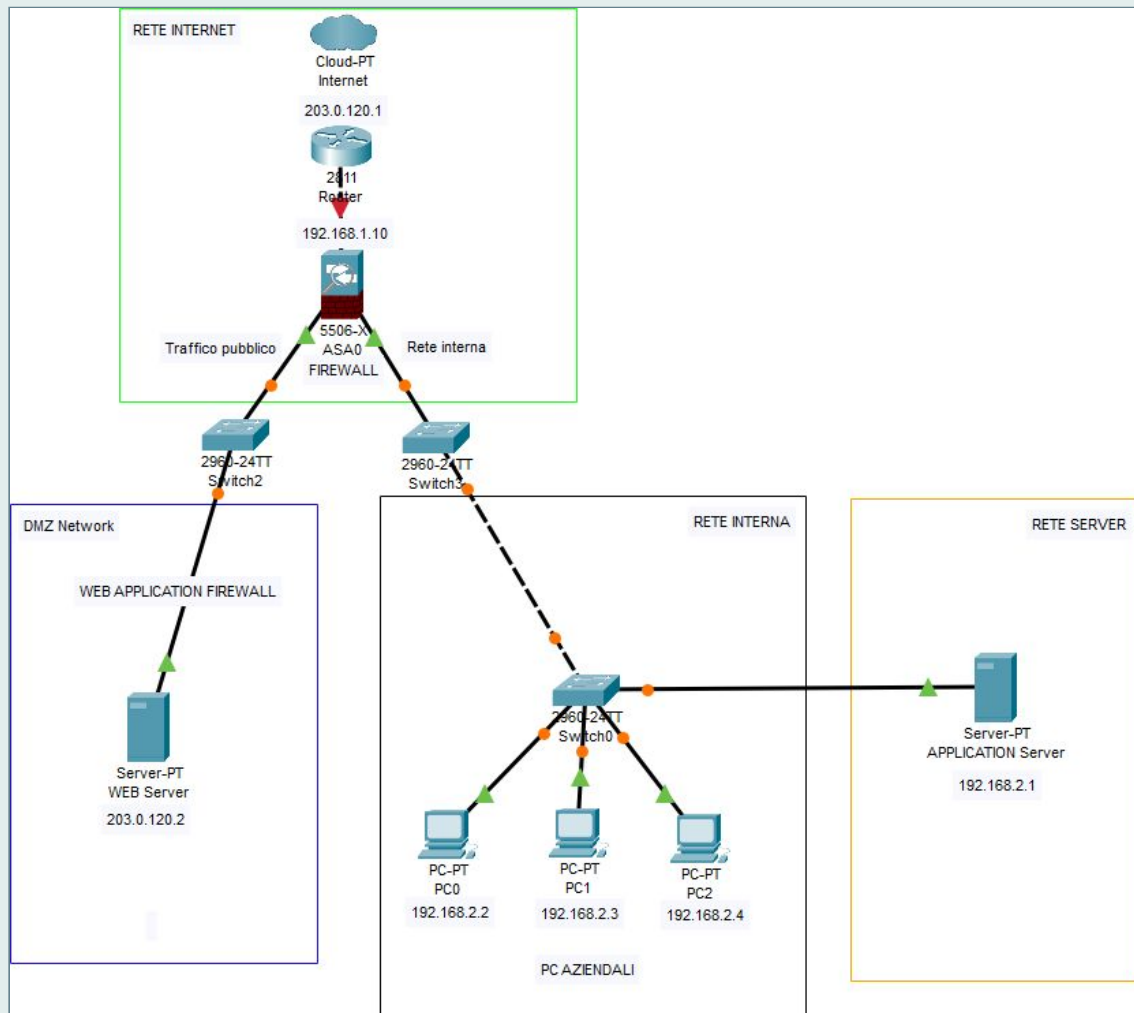 RETE INTERNET
Cloud-PT
Internet
203.0.120.1
2811
Router
192.168.1.10
5506-X
ASA0
FIREWALL
Traffico pubblico
Rete interna
2960-24TT
Switch2
2960-24TT
Switch3
DMZ Network
WEB APPLICATION FIREWALL
Server-PT
WEB Server
203.0.120.2
RETE INTERNA
2960-24TT
Switch0
PC-PT
PC0
192.168.2.2
PC-PT
PC1
192.168.2.3
PC-PT
PC2
192.168.2.4
PC AZIENDALI
RETE SERVER
Server-PT
APPLICATION Server
192.168.2.1